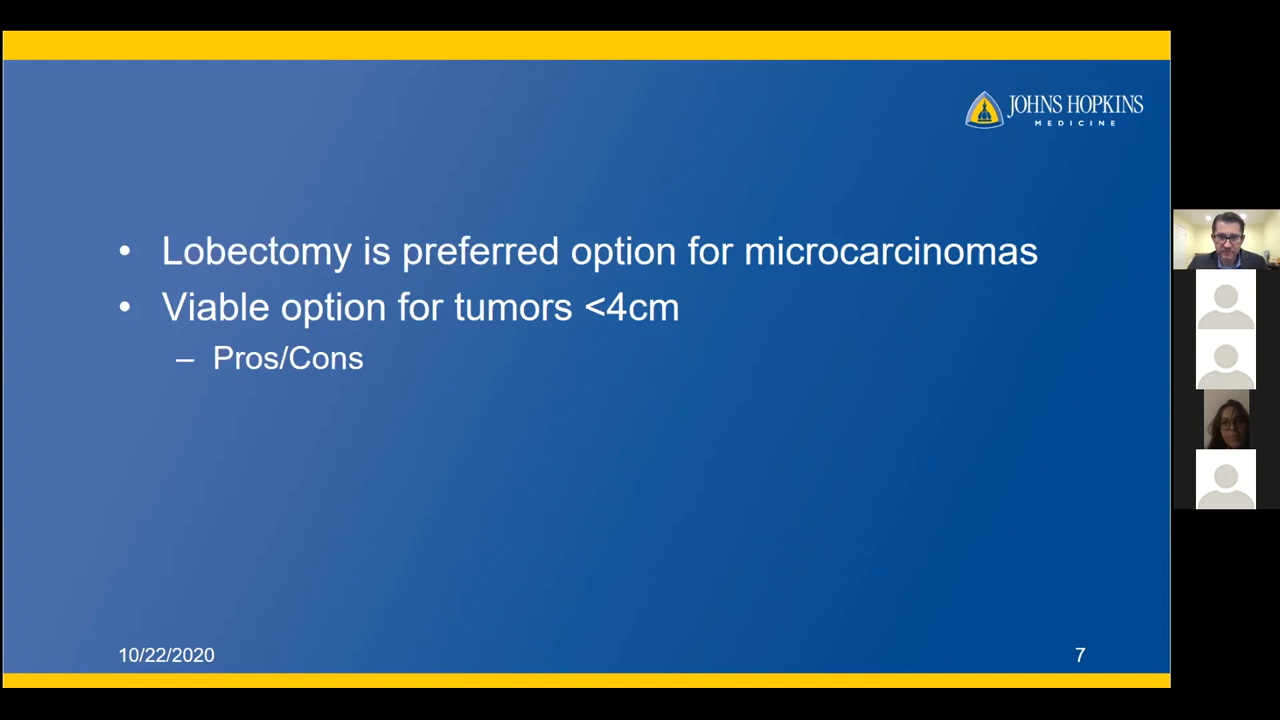 JOHNS HOPKINS
MEDICINE
• Lobectomy is preferred option for microcarcinomas
• Viable option for tumors <4cm
– Pros/Cons
10/22/2020
7